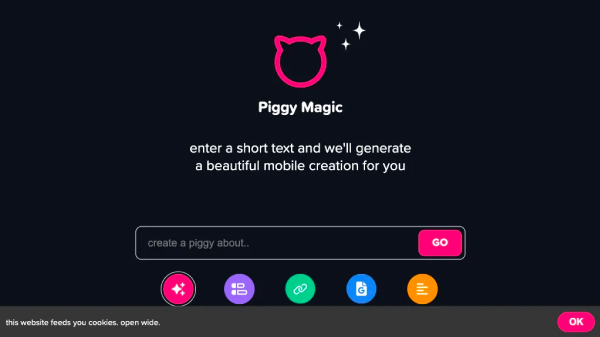 Piggy Magic
enter a short text and we'll generate
a beautiful mobile creation for you
create a piggy about..
GO
this website feeds you cookies. open wide.
OK